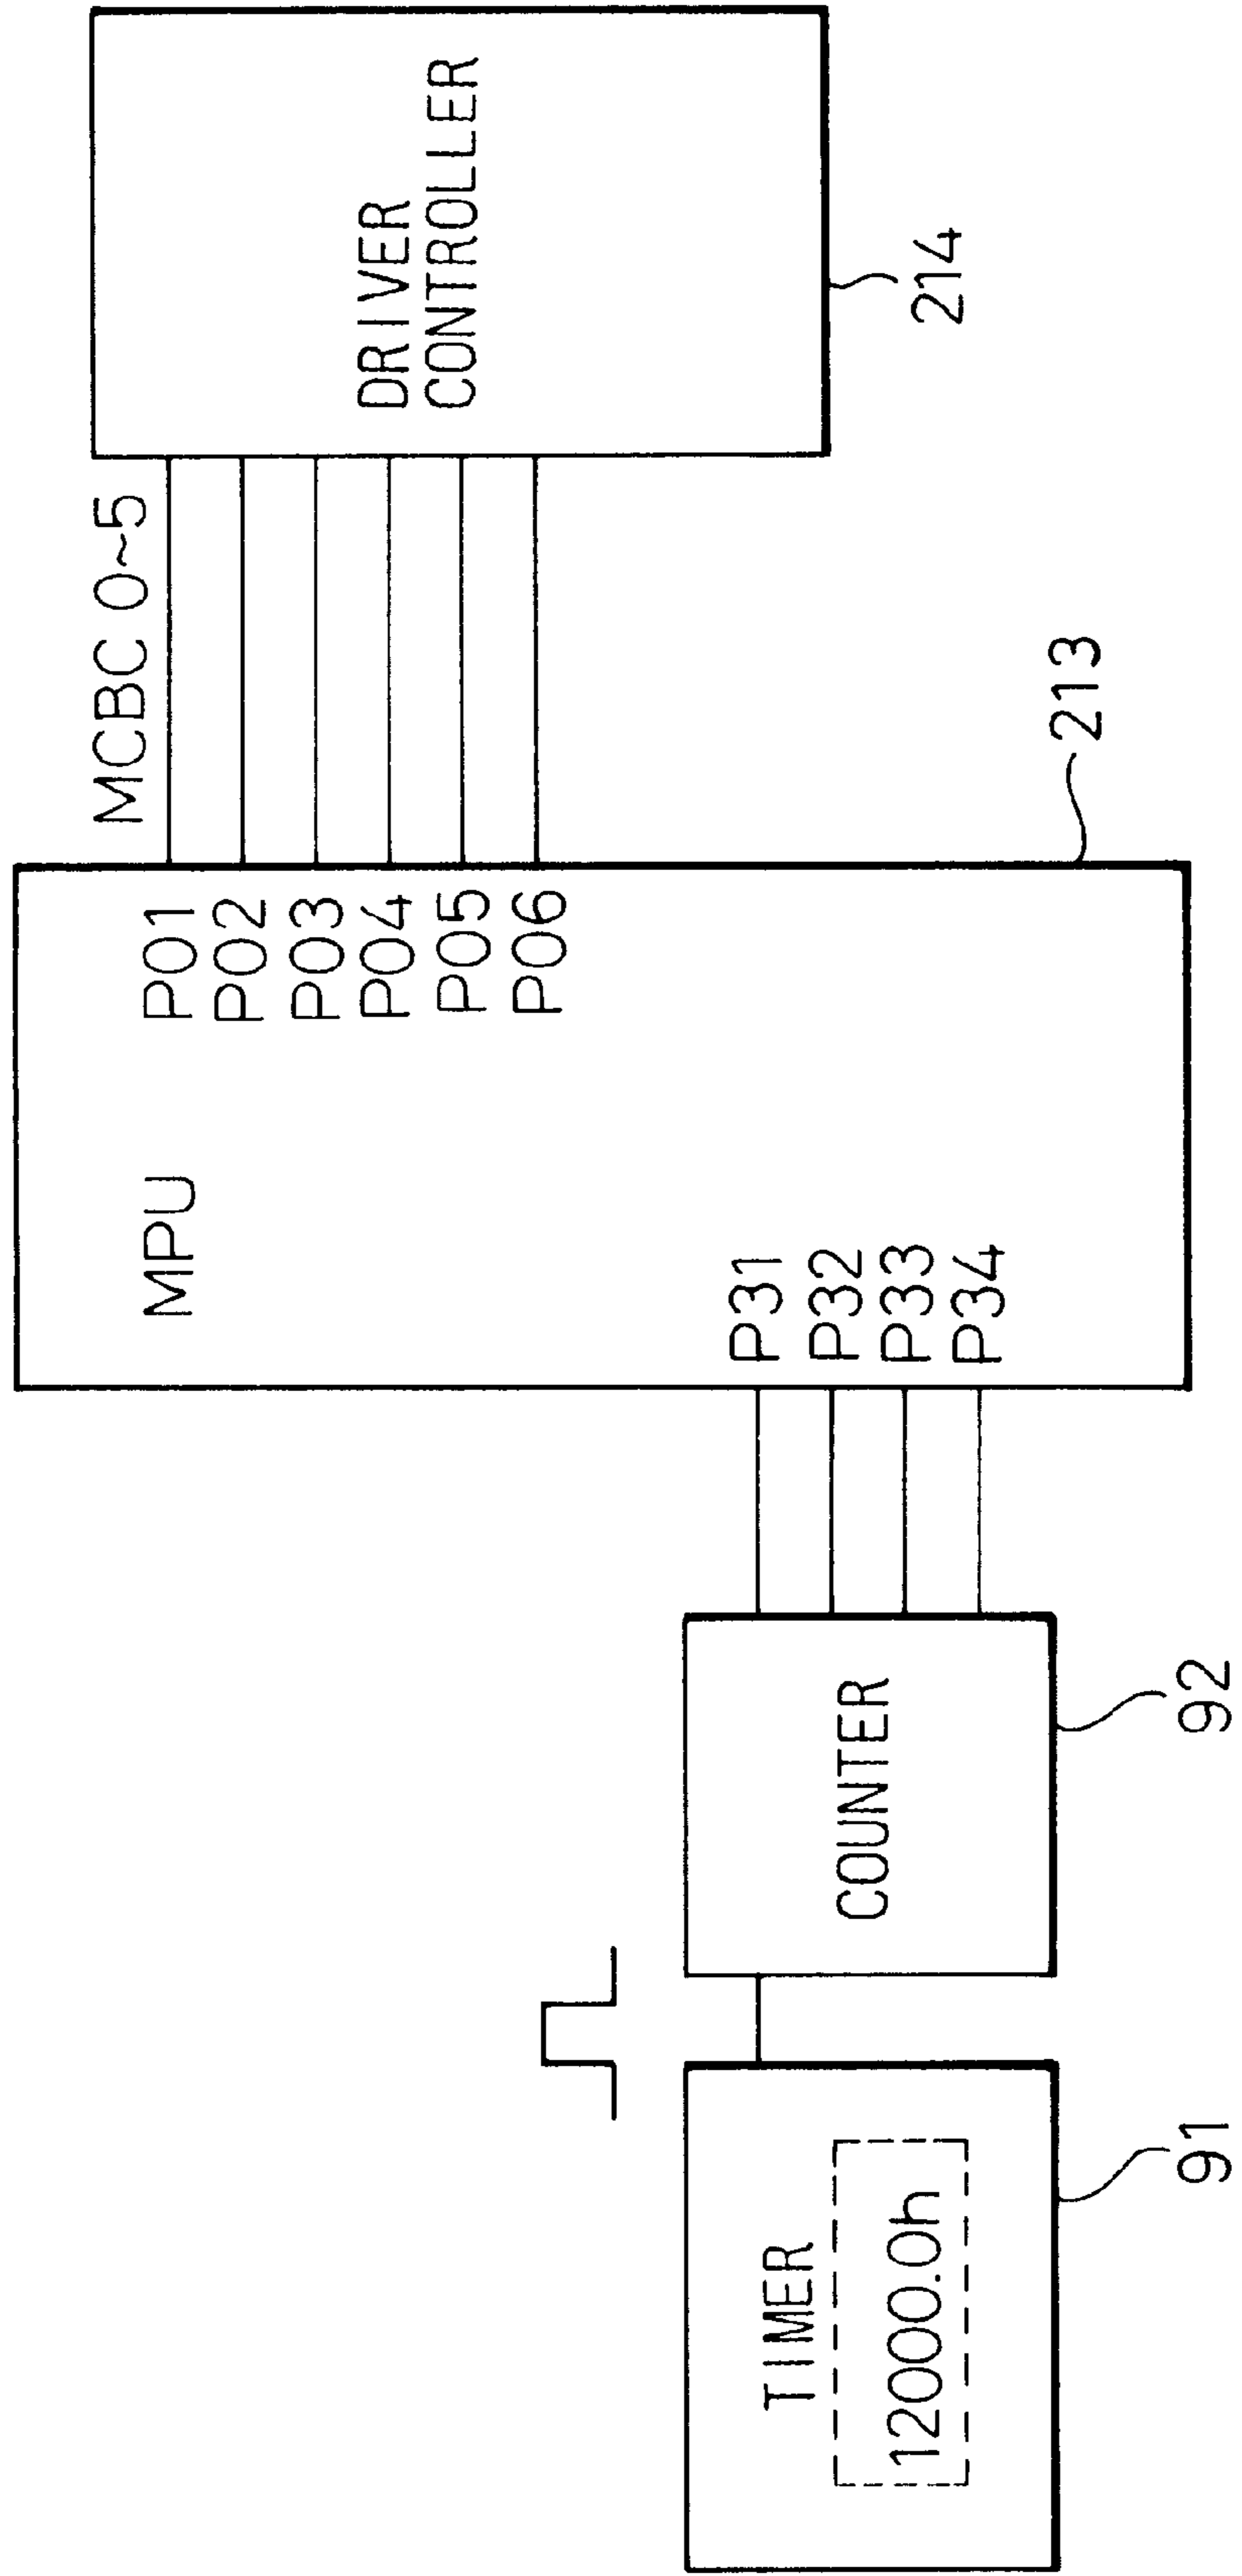 MPU
P01
P02
P03
P04
P05
P06
MCBC 0~5
DRIVER
CONTROLLER
214
213
P31
P32
P33
P34
TIMER
12000.0h
91
COUNTER
92